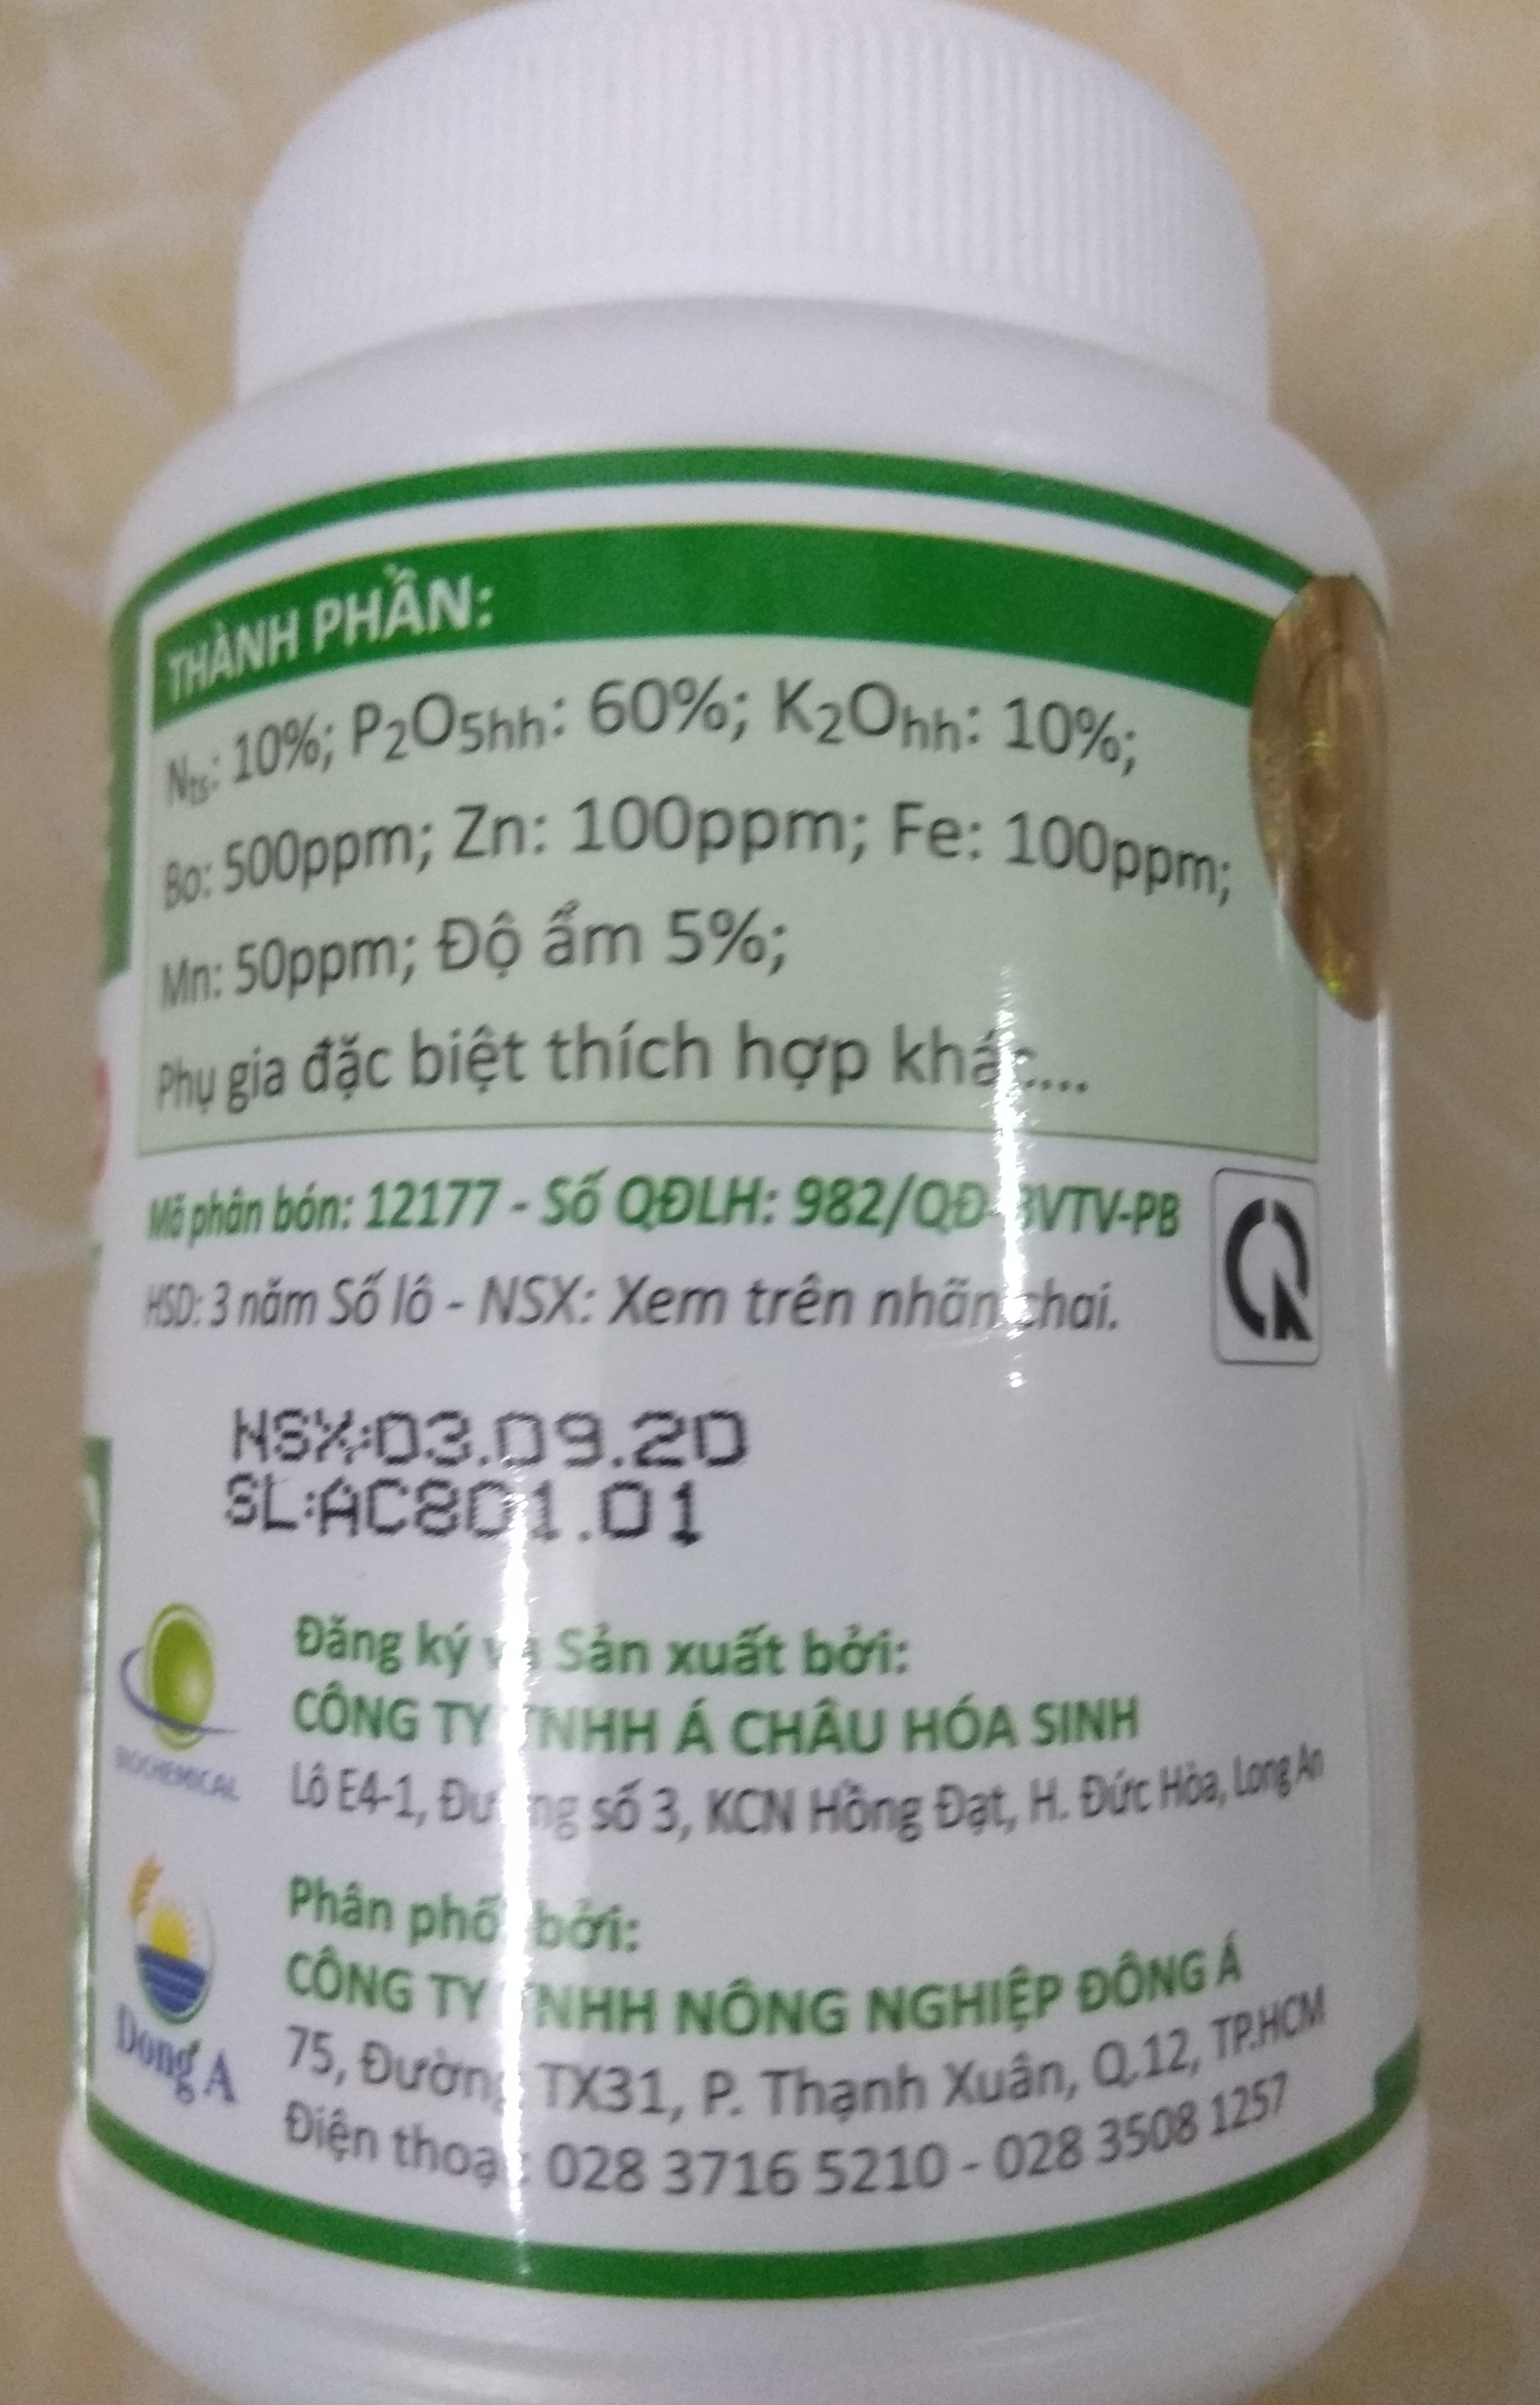 THÀNH PHẦN:
Nts: 10%; P2O5hh: 60%; K2Ohh: 10%;
Bo: 500ppm; Zn: 100ppm; Fe: 100ppm;
Mn: 50ppm; Độ ẩm 5%;
Phụ gia đặc biệt thích hợp khác....
Mã phân bón: 12177 - Số QĐLH: 982/QĐ-BVTV-PB
HSD: 3 năm Số lô - NSX: Xem trên nhãn chai.
NSX:03.09.20
SL:AC801.01
Đăng ký và Sản xuất bởi:
CÔNG TY TNHH Á CHÂU HÓA SINH
Lô E4-1, Đường số 3, KCN Hồng Đạt, H. Đức Hòa, Long An
BIOCHEMICAL
Phân phối bởi:
CÔNG TY TNHH NÔNG NGHIỆP ĐÔNG Á
75, Đường TX31, P. Thạnh Xuân, Q.12, TP.HCM
Điện thoại: 028 3716 5210 - 028 3508 1257
Dong A